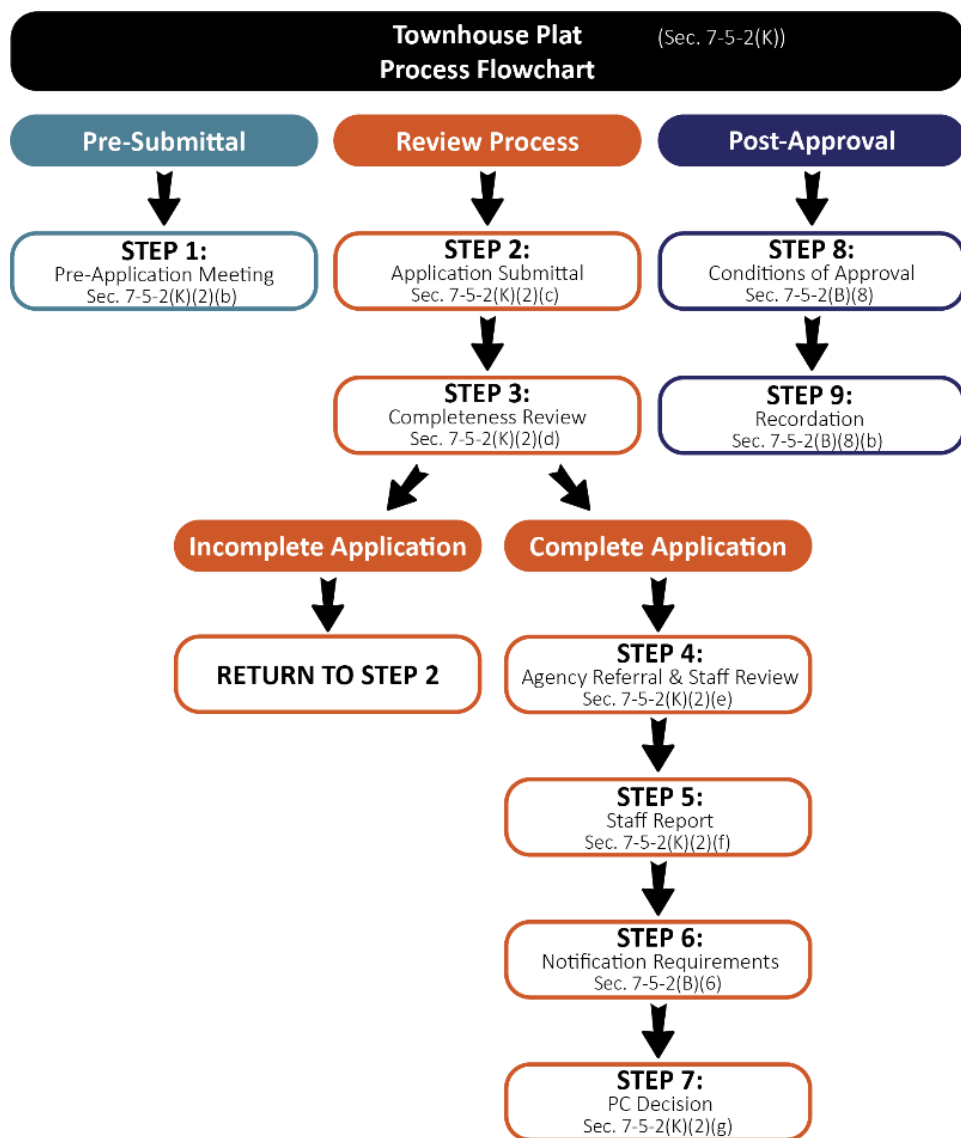 Townhouse Plat (Sec. 7-5-2(K))
Process Flowchart
Pre-Submittal
Review Process
Post-Approval
STEP 1:
Pre-Application Meeting
Sec. 7-5-2(K)(2)(b)
STEP 2:
Application Submittal
Sec. 7-5-2(K)(2)(c)
STEP 8:
Conditions of Approval
Sec. 7-5-2(B)(8)
STEP 3:
Completeness Review
Sec. 7-5-2(K)(2)(d)
STEP 9:
Recordation
Sec. 7-5-2(B)(8)(b)
Incomplete Application
Complete Application
RETURN TO STEP 2
STEP 4:
Agency Referral & Staff Review
Sec. 7-5-2(K)(2)(e)
STEP 5:
Staff Report
Sec. 7-5-2(K)(2)(f)
STEP 6:
Notification Requirements
Sec. 7-5-2(B)(6)
STEP 7:
PC Decision
Sec. 7-5-2(K)(2)(g)